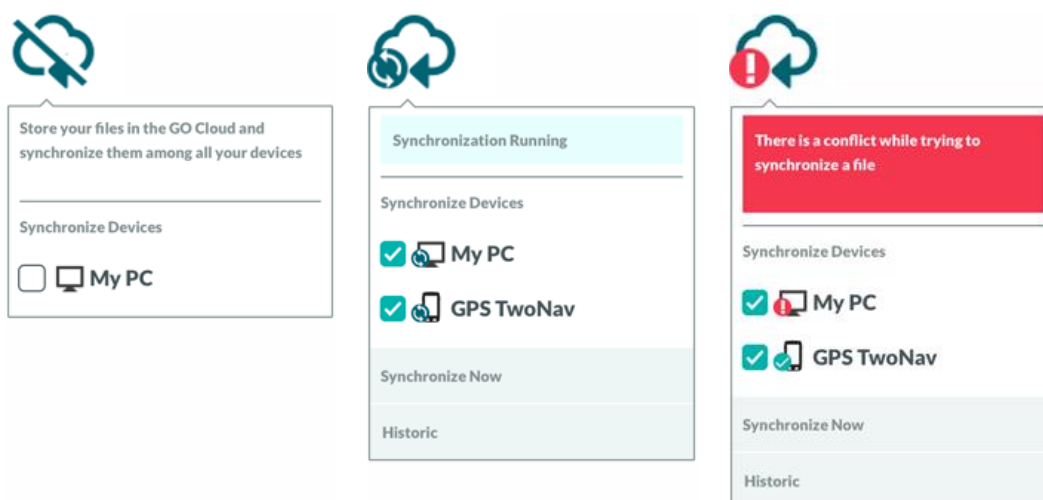 Store your files in the GO Cloud and
synchronize them among all your devices
Synchronize Devices
My PC
Synchronization Running
Synchronize Devices
My PC
GPS TwoNav
Synchronize Now
Historic
There is a conflict while trying to
synchronize a file
Synchronize Devices
My PC
GPS TwoNav
Synchronize Now
Historic